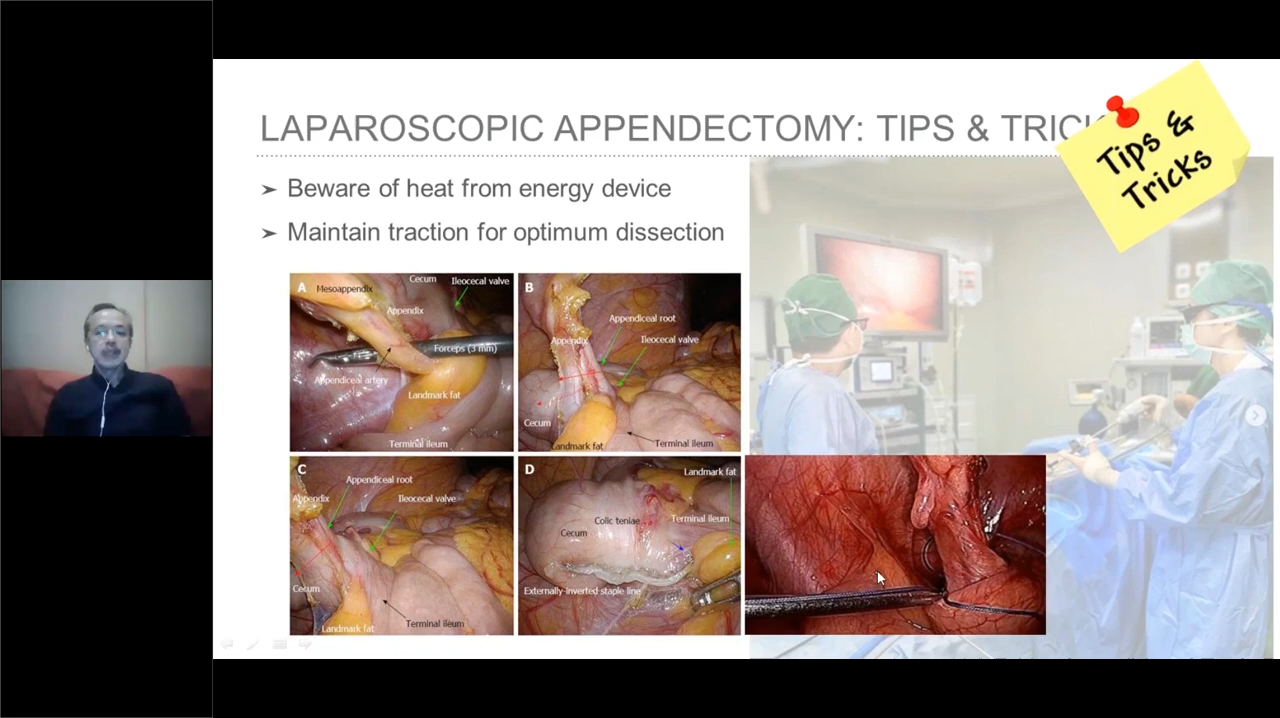 LAPAROSCOPIC APPENDECTOMY: TIPS & TRICK
Tips &
Tricks
➢ Beware of heat from energy device
➢ Maintain traction for optimum dissection
A
Mesoappendix
Cecum
Ileocecal valve
Appendix
Forceps (3 mm)
Appendiceal artery
Landmark fat
Terminal ileum
B
Appendiceal root
Appendix
Ileocecal valve
Cecum
Landmark fat
Terminal ileum
C
Appendiceal root
Appendix
Ileocecal valve
Cecum
Terminal ileum
Landmark fat
D
Landmark fat
Colic teniae
Terminal ileum
Cecum
Externally-inverted staple line